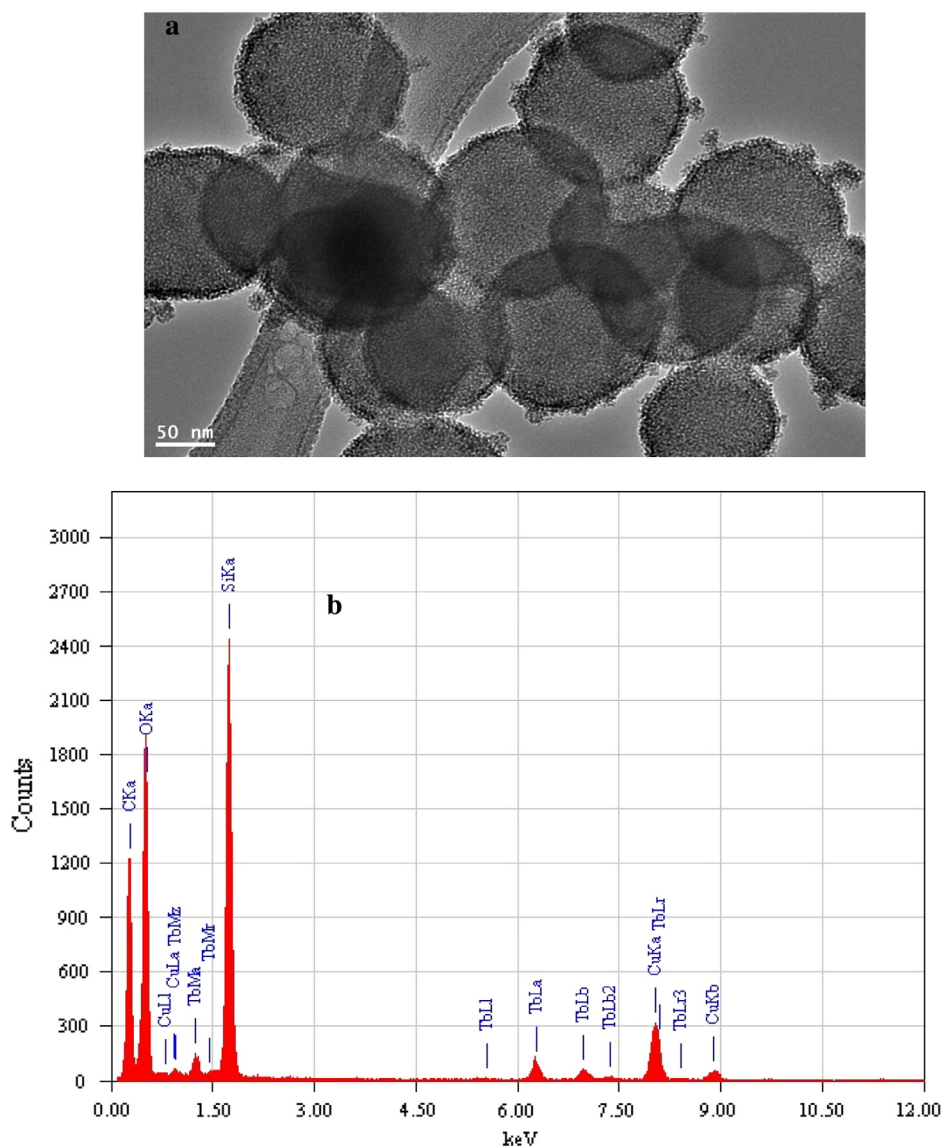 a
50 nm
b
Counts
3000
2700
2400
2100
1800
1500
1200
900
600
300
0
CKa
OKa
CuLl
CuLa TbMz
TbMa
TbMr
SiKa
TbLl
TbLa
TbLb
TbLb2
CuKa TbLr
TbLr3
CuKb
0.00 1.50 3.00 4.50 6.00 7.50 9.00 10.50 12.00
keV